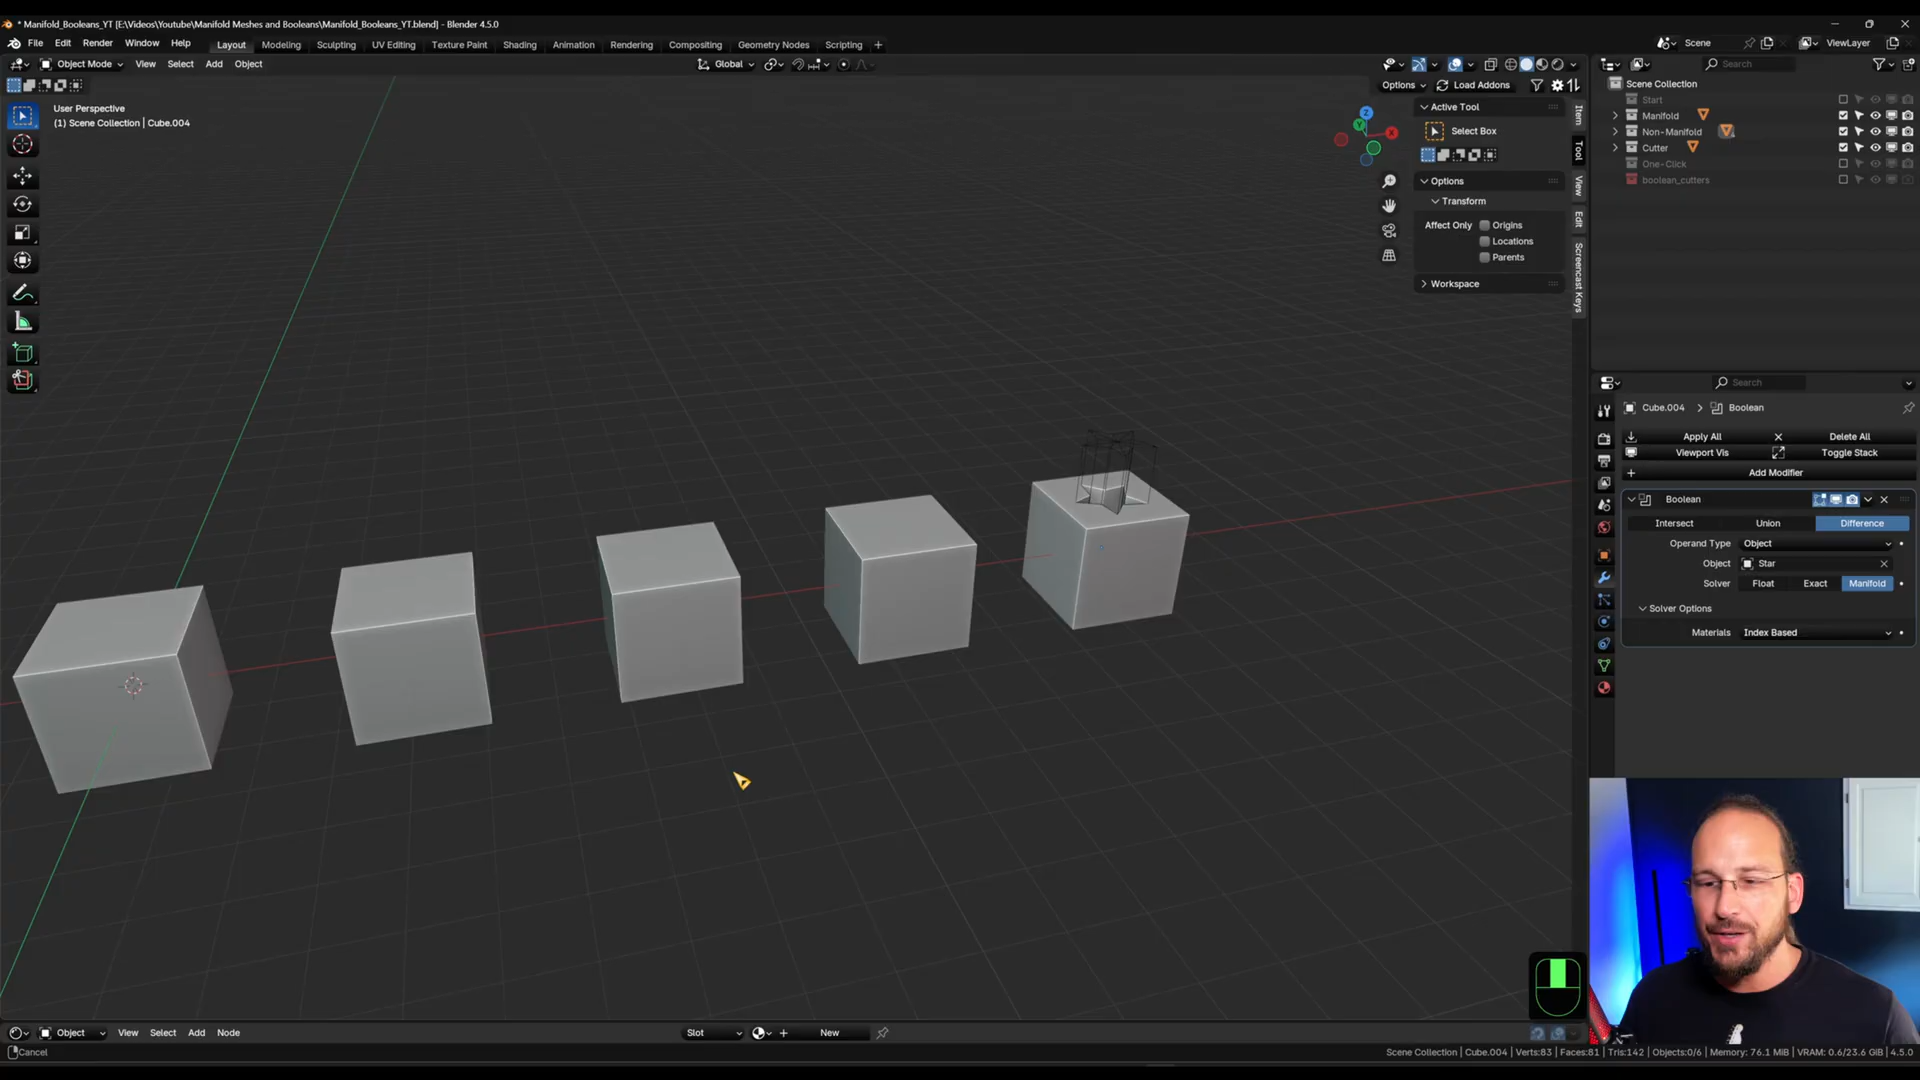 * Manifold_Booleans_YT [E:\Videos\Youtube\Manifold Meshes and Booleans\Manifold_Booleans_YT.blend] - Blender 4.5.0
File Edit Render Window Help
Layout Modeling Sculpting UV Editing Texture Paint Shading Animation Rendering Compositing Geometry Nodes Scripting +
Scene
ViewLayer
Object Mode View Select Add Object
Global
Options Load Addons
User Perspective
(1) Scene Collection | Cube.004
Z
Y
X
Active Tool
Select Box
Options
Transform
Affect Only Origins
Locations
Parents
Workspace
Item
Tool
View
Edit
Screencast Keys
Search
Scene Collection
Start
Manifold
Non-Manifold
Cutter
One-Click
boolean_cutters
Search
Cube.004 > Boolean
Apply All Delete All
Viewport Vis Toggle Stack
Add Modifier
Boolean
Intersect Union Difference
Operand Type Object
Object Star
Solver Float Exact Manifold
Solver Options
Materials Index Based
Object View Select Add Node
Slot
New
Cancel
Scene Collection | Cube.004 | Verts:83 | Faces:81 | Tris:142 | Objects:0/6 | Memory: 76.1 MiB | VRAM: 0.6/23.6 GiB | 4.5.0